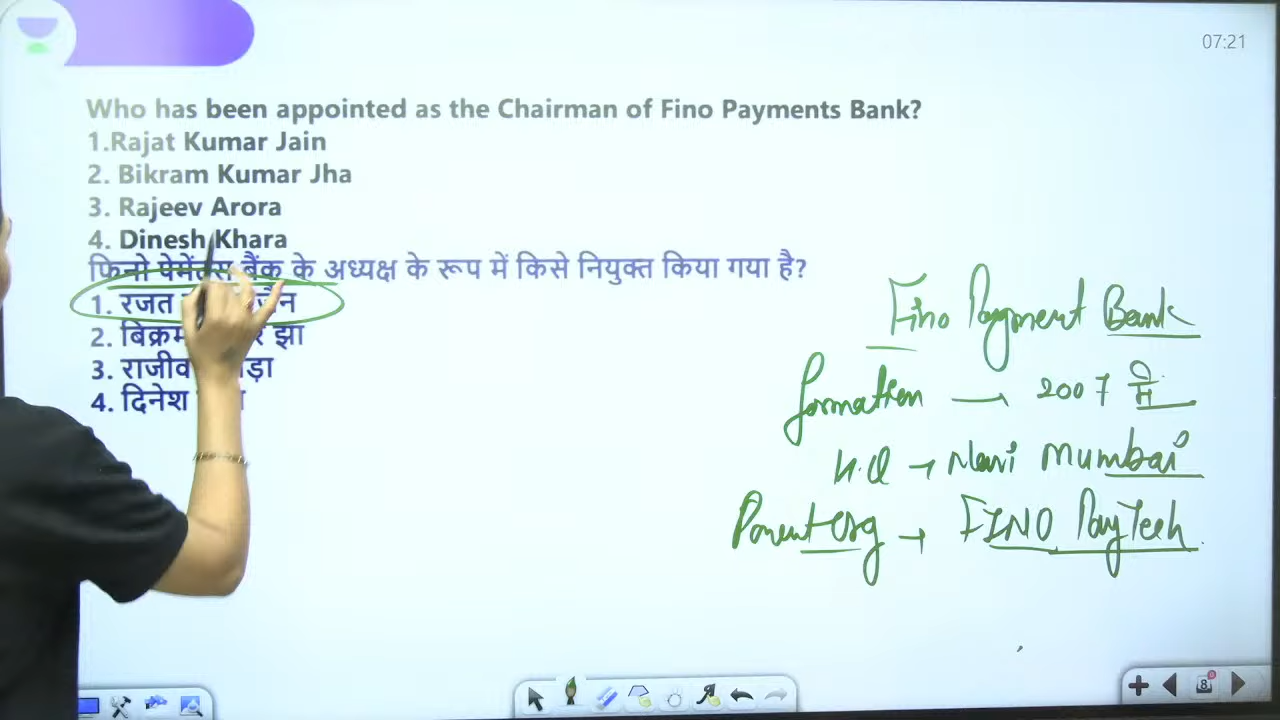 07:21
Who has been appointed as the Chairman of Fino Payments Bank?
1.Rajat Kumar Jain
2. Bikram Kumar Jha
3. Rajeev Arora
4. Dinesh Khara
फिनो पेमेंट्स बैंक के अध्यक्ष के रूप में किसे नियुक्त किया गया है?
1. रजत जैन
2. बिक्रम झा
3. राजीव
4. दिनेश
Fino Payment Bank
formation → 2007 में
H.Q → Navi Mumbai
Parent Org → FINO PayTech
8